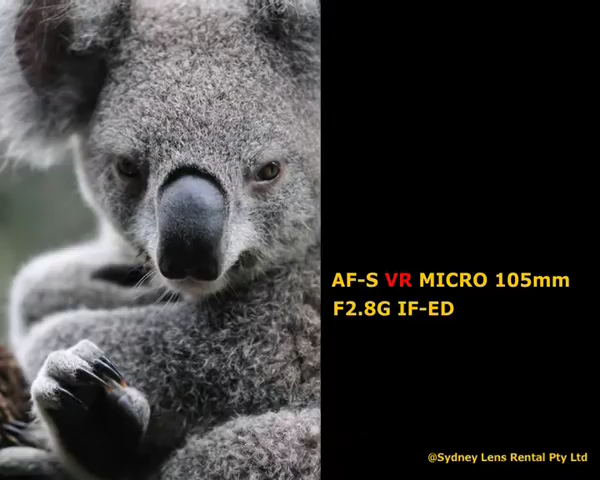 AF-S VR MICRO 105mm
F2.8G IF-ED
@Sydney Lens Rental Pty Ltd